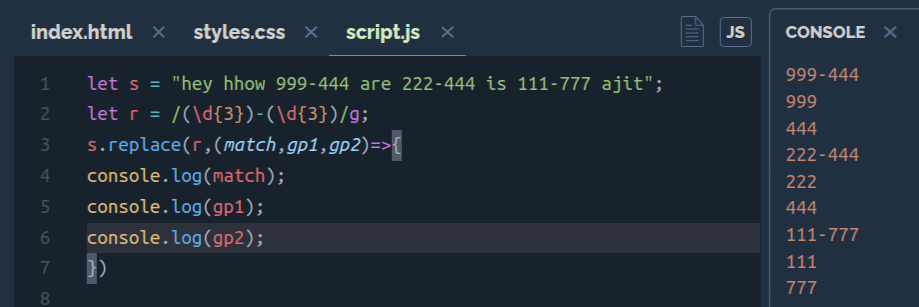 index.html × styles.css × script.js × JS CONSOLE ×
1 let s = "hey hhow 999-444 are 222-444 is 111-777 ajit";
2 let r = /(\d{3})-(\d{3})/g;
3 s.replace(r,(match,gp1,gp2)=>{
4 console.log(match);
5 console.log(gp1);
6 console.log(gp2);
7 })
8
999-444
999
444
222-444
222
444
111-777
111
777